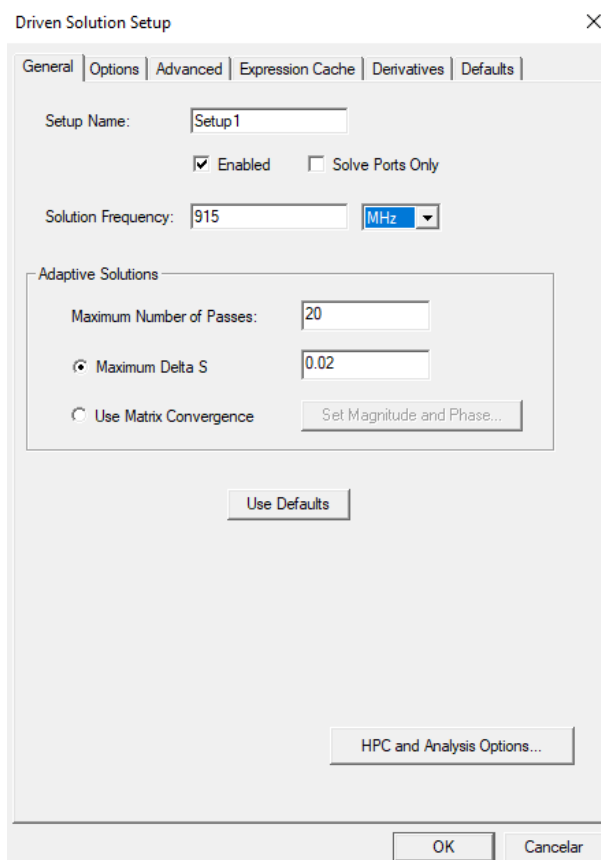 Driven Solution Setup
General Options Advanced Expression Cache Derivatives Defaults
Setup Name: Setup1
Enabled Solve Ports Only
Solution Frequency: 915 MHz
Adaptive Solutions
Maximum Number of Passes: 20
Maximum Delta S 0.02
Use Matrix Convergence Set Magnitude and Phase...
Use Defaults
HPC and Analysis Options...
OK Cancelar